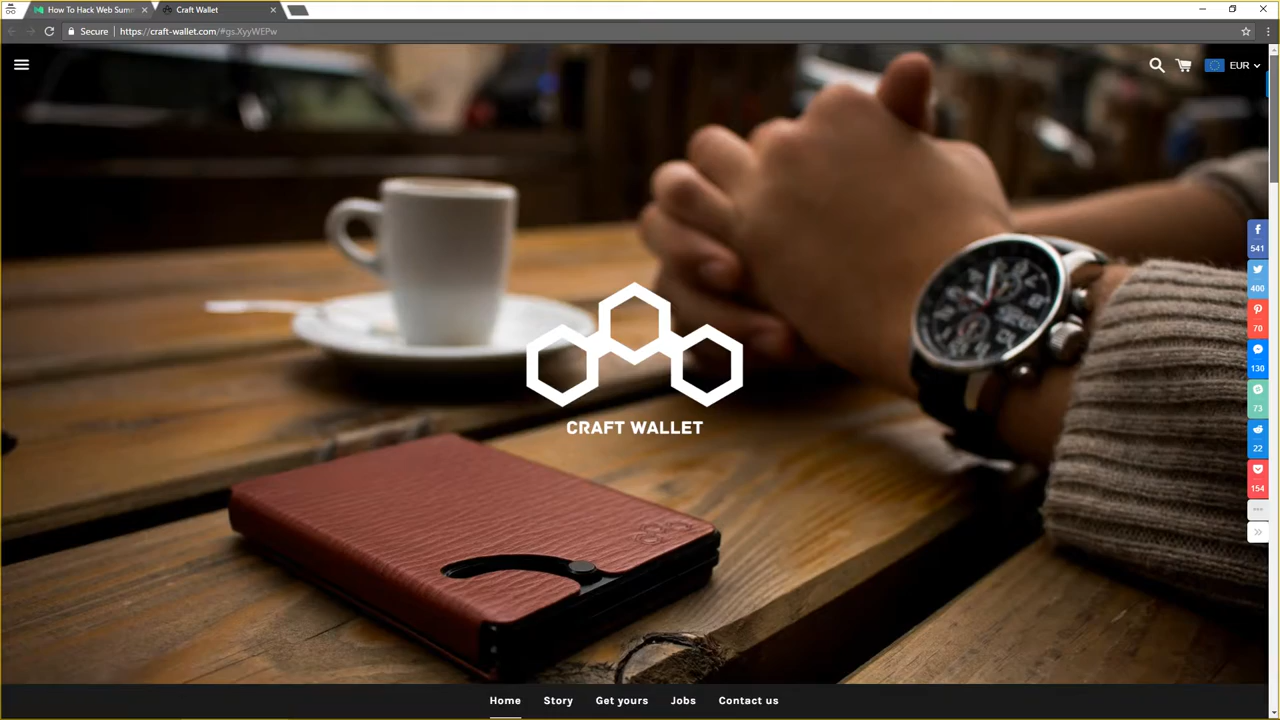 How To Hack Web Summ
Craft Wallet
Secure
https://craft-wallet.com/#gs.XyyWEPw
EUR
541
400
70
130
73
22
154
CRAFT WALLET
Home
Story
Get yours
Jobs
Contact us